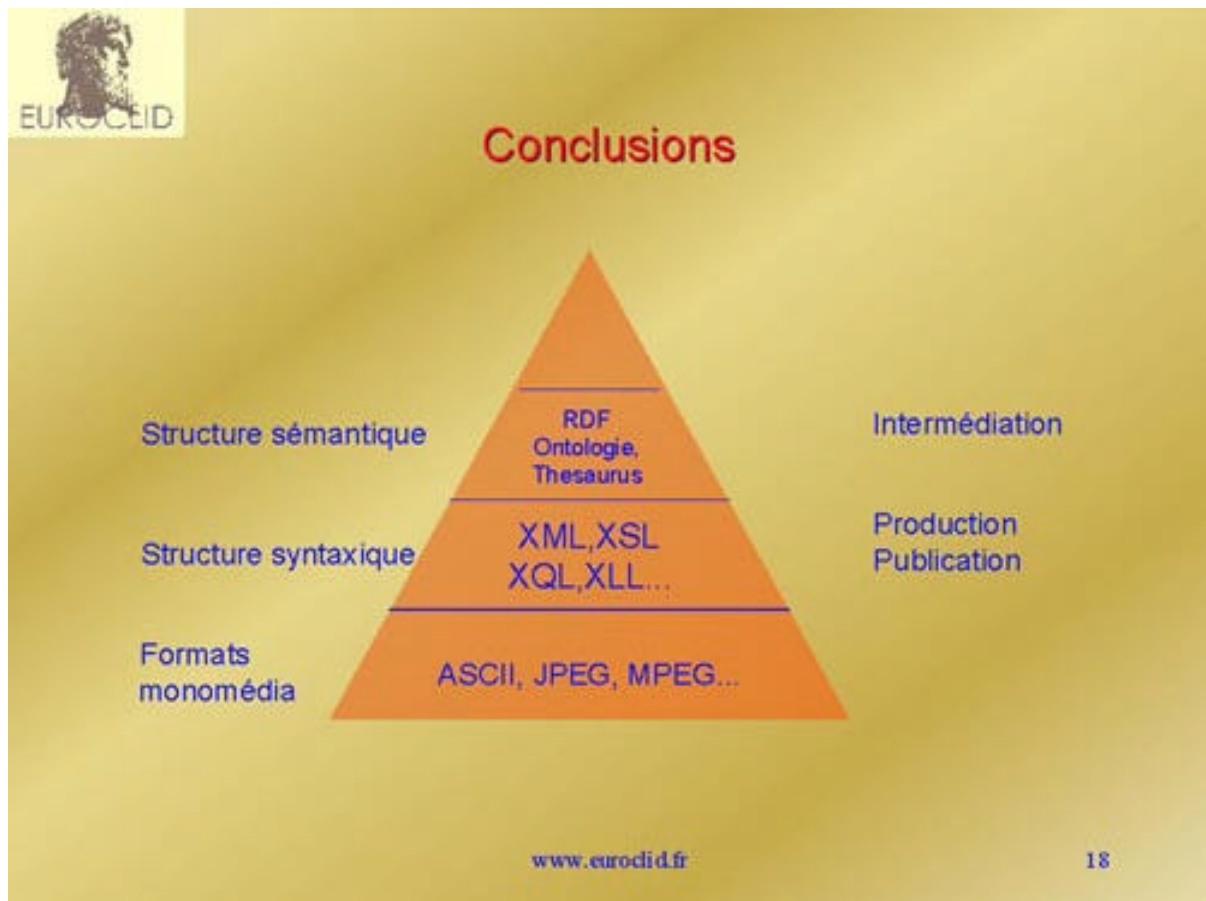 EUROCLID
Conclusions
Structure sémantique
RDF
Ontologie,
Thesaurus
Intermédiation
Structure syntaxique
XML,XSL
XQL,XLL...
Production
Publication
Formats
monomédia
ASCII, JPEG, MPEG...
www.euroclid.fr
18